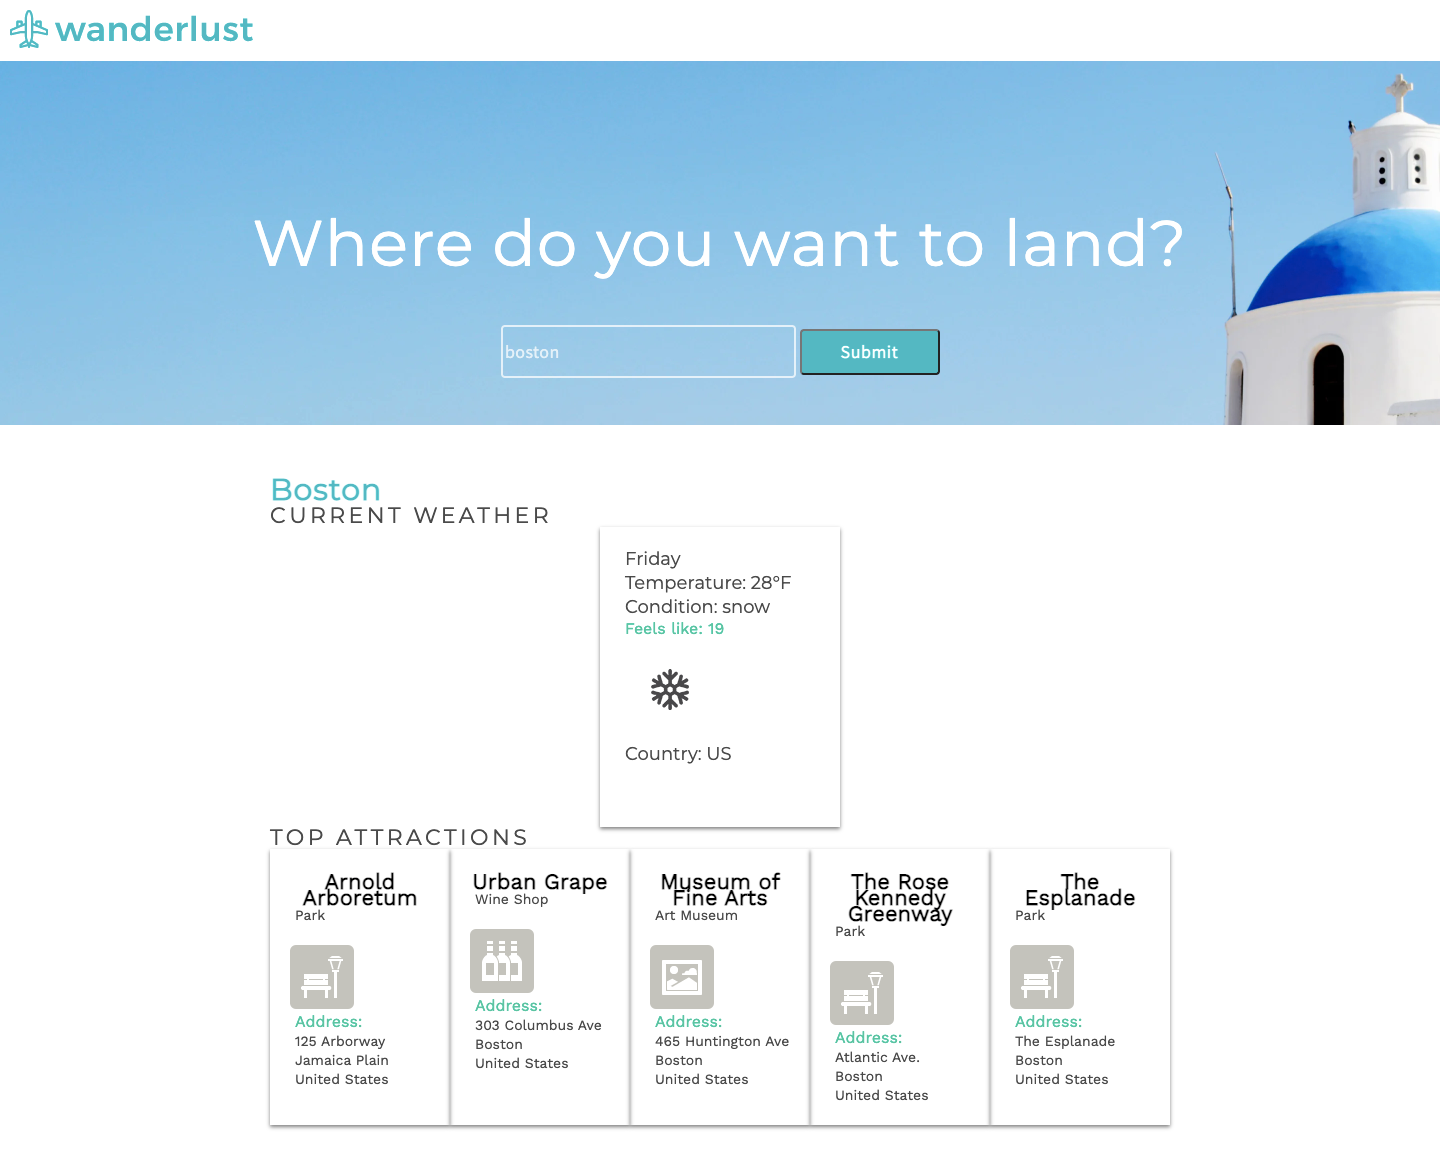 wanderlust
Where do you want to land?
boston
Submit
Boston
CURRENT WEATHER
Friday
Temperature: 28°F
Condition: snow
Feels like: 19
Country: US
TOP ATTRACTIONS
Arnold
Arboretum
Park
Address:
125 Arborway
Jamaica Plain
United States
Urban Grape
Wine Shop
Address:
303 Columbus Ave
Boston
United States
Museum of
Fine Arts
Art Museum
Address:
465 Huntington Ave
Boston
United States
The Rose
Kennedy
Greenway
Park
Address:
Atlantic Ave.
Boston
United States
The
Esplanade
Park
Address:
The Esplanade
Boston
United States